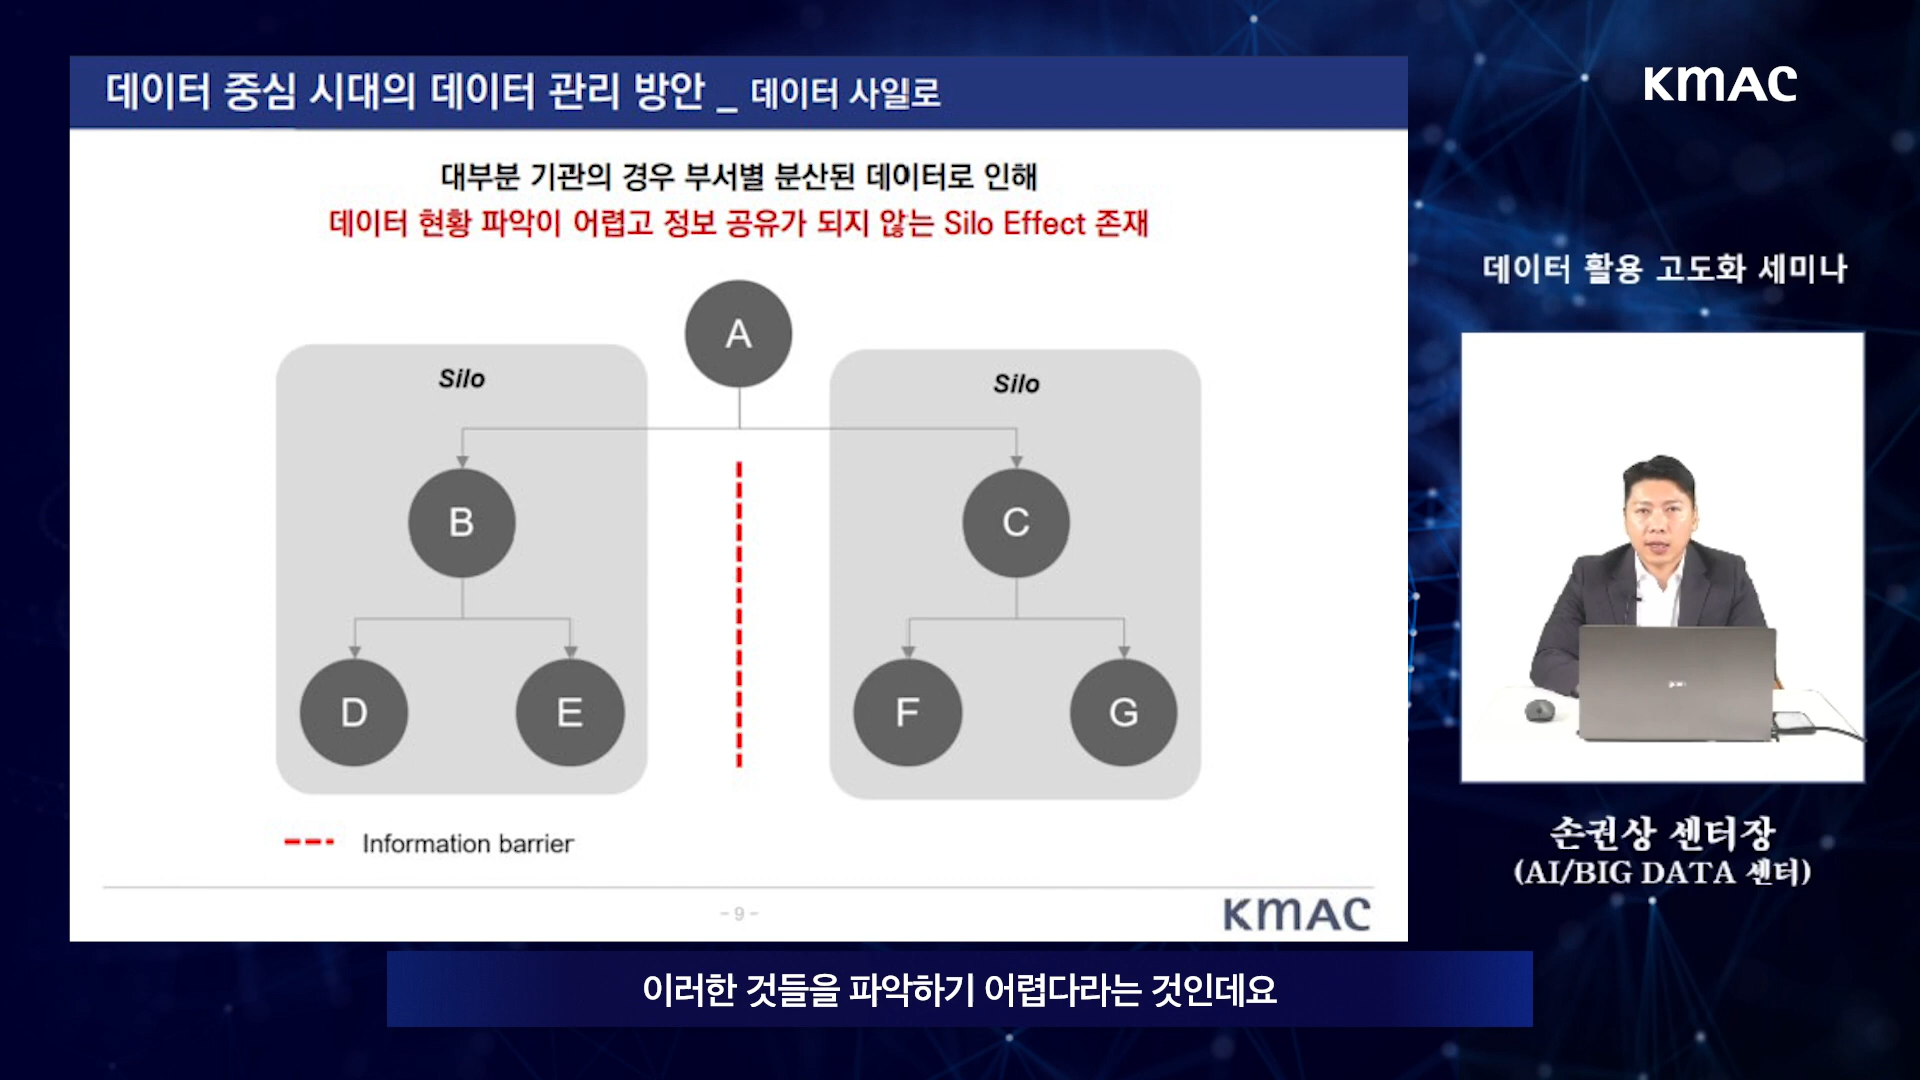 데이터 중심 시대의 데이터 관리 방안 _ 데이터 사일로
KMAC
대부분 기관의 경우 부서별 분산된 데이터로 인해
데이터 현황 파악이 어렵고 정보 공유가 되지 않는 Silo Effect 존재
데이터 활용 고도화 세미나
A
Silo
Silo
B
C
D
E
F
G
Information barrier
손권상 센터장
(AI/BIG DATA 센터)
- 9 -
KMAC
이러한 것들을 파악하기 어렵다라는 것인데요